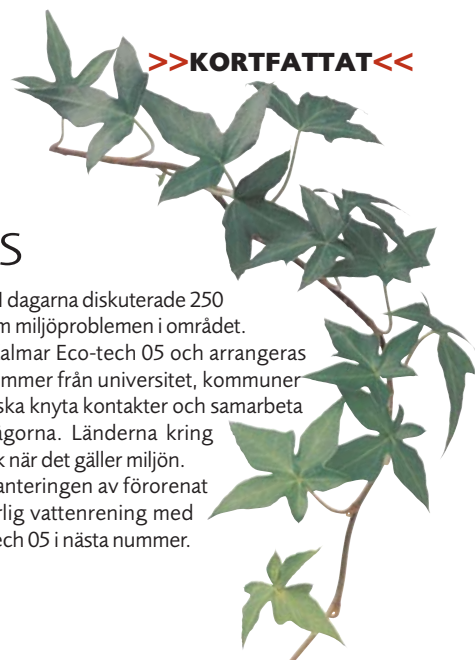 >>KORTFATTAT<<
S
I dagarna diskuterade 250
m miljöproblemen i området.
almar Eco-tech 05 och arrangeras
mmer från universitet, kommuner
ska knyta kontakter och samarbeta
ågorna. Länderna kring
k när det gäller miljön.
anteringen av förorenat
rlig vattenrening med
ech 05 i nästa nummer.